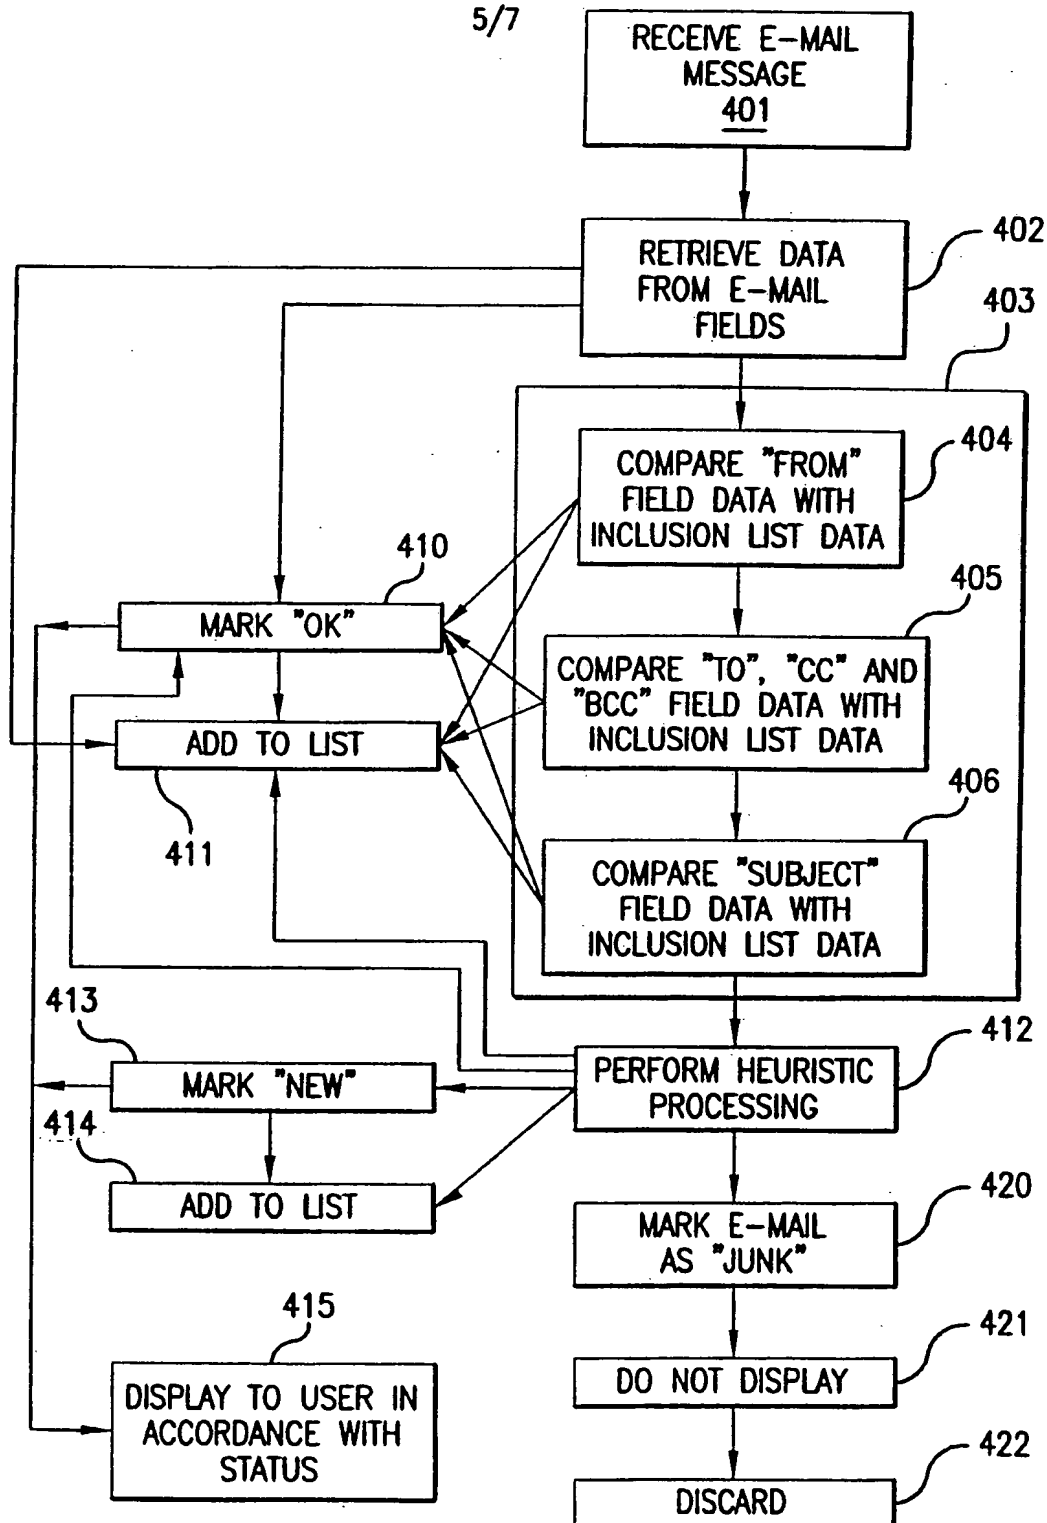 5/7
RECEIVE E-MAIL
MESSAGE
401
RETRIEVE DATA
FROM E-MAIL
FIELDS
402
403
COMPARE "FROM"
FIELD DATA WITH
INCLUSION LIST DATA
404
410
MARK "OK"
405
COMPARE "TO", "CC" AND
"BCC" FIELD DATA WITH
INCLUSION LIST DATA
ADD TO LIST
411
406
COMPARE "SUBJECT"
FIELD DATA WITH
INCLUSION LIST DATA
413
MARK "NEW"
412
PERFORM HEURISTIC
PROCESSING
414
ADD TO LIST
420
MARK E-MAIL
AS "JUNK"
415
DISPLAY TO USER IN
ACCORDANCE WITH
STATUS
421
DO NOT DISPLAY
422
DISCARD